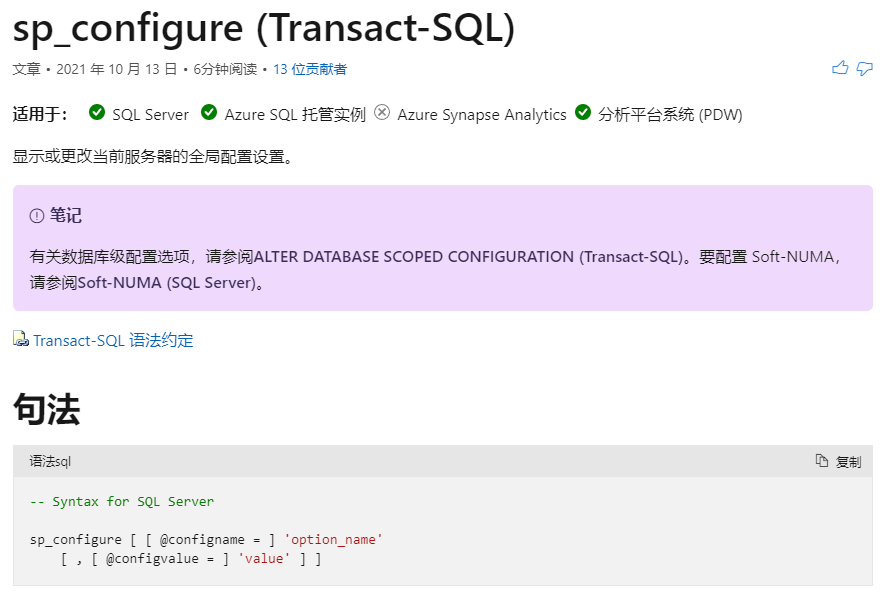 sp_configure (Transact-SQL)
文章 • 2021 年 10 月 13 日 • 6分钟阅读 • 13 位贡献者
适用于： SQL Server Azure SQL 托管实例 Azure Synapse Analytics 分析平台系统 (PDW)
显示或更改当前服务器的全局配置设置。
笔记
有关数据库级配置选项，请参阅ALTER DATABASE SCOPED CONFIGURATION (Transact-SQL)。要配置 Soft-NUMA，
请参阅Soft-NUMA (SQL Server)。
Transact-SQL 语法约定
句法
语法sql 复制
-- Syntax for SQL Server
sp_configure [ [ @configname = ] 'option_name'
[ , [ @configvalue = ] 'value' ] ]